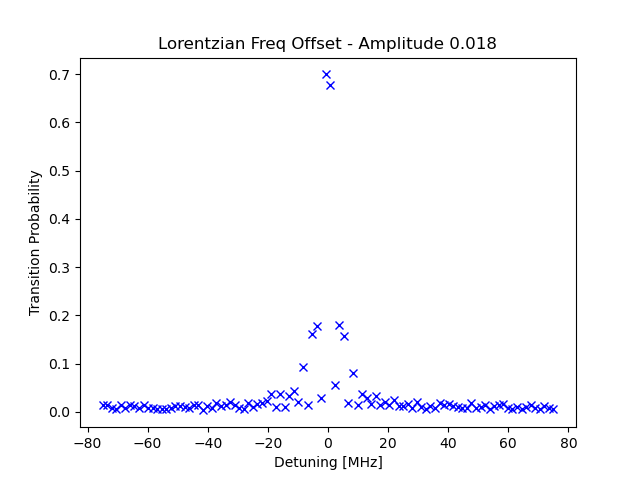 Lorentzian Freq Offset - Amplitude 0.018
0.7
0.6
0.5
0.4
0.3
0.2
0.1
0.0
Transition Probability
−80 −60 −40 −20 0 20 40 60 80
Detuning [MHz]